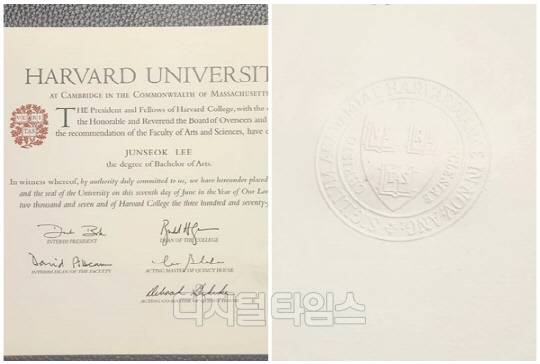 HARVARD UNIVERSIT
AT CAMBRIDGE IN THE COMMONWEALTH OF MASSACHUSETT
THE President and Fellows of Harvard College, with the
the Honorable and Reverend the Board of Overseers and
the recommendation of the Faculty of Arts and Sciences, have
VE RI TAS
JUNSEOK LEE
the degree of Bachelor of Arts.
In witness whereof, by authority duly committed to us, we have hereunder placed
and the seal of the University on this seventh day of June in the Year of Our Lo
two thousand and seven and of Harvard College the three hundred and seventy-
INTERIM PRESIDENT
DEAN OF THE COLLEGE
INTERIM DEAN OF THE FACULTY
ACTING MASTER OF QUINCY HOUSE
ACTING CO-MASTER OF QUINCY HOUSE
디지털타임스